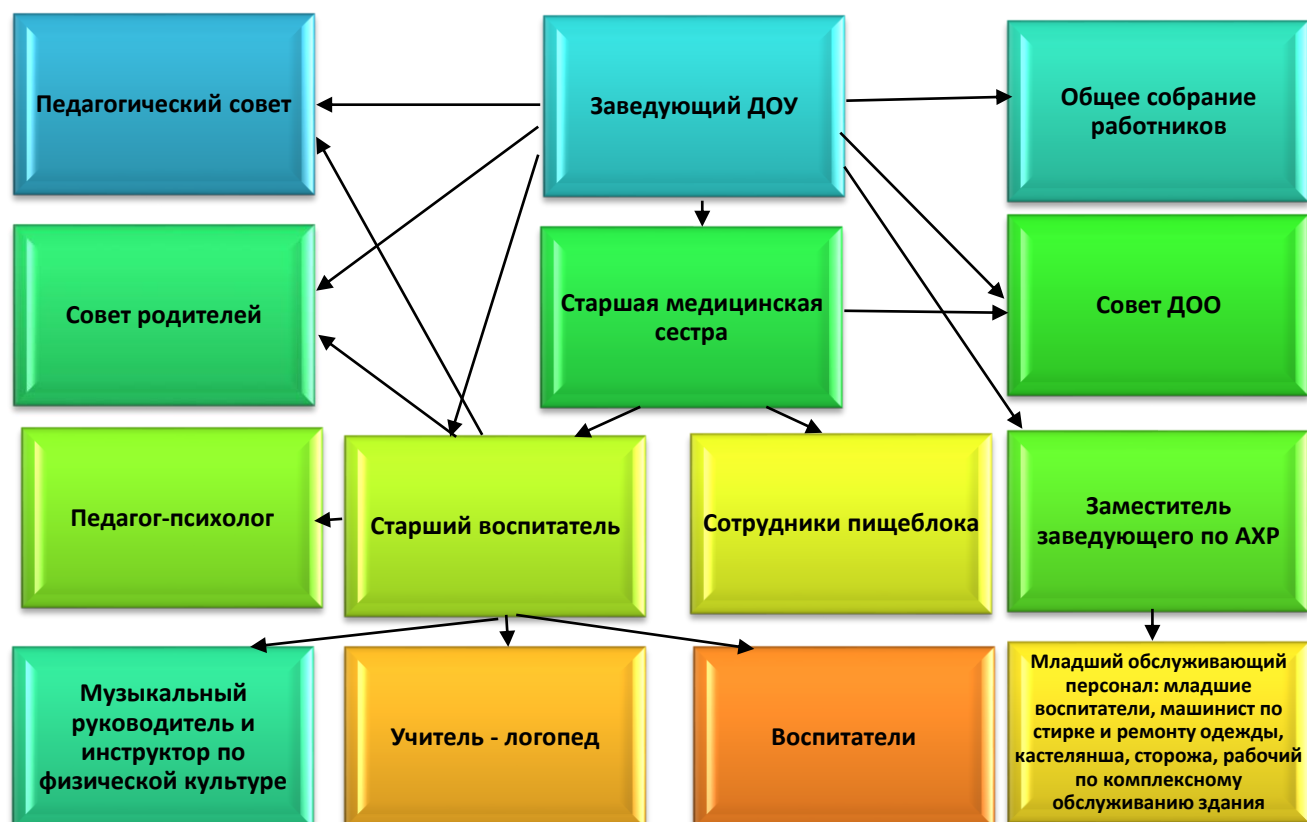 Педагогический совет
Заведующий ДОУ
Общее собрание
работников
Совет родителей
Старшая медицинская
сестра
Совет ДОО
Педагог-психолог
Старший воспитатель
Сотрудники пищеблока
Заместитель
заведующего по АХР
Музыкальный
руководитель и
инструктор по
физической культуре
Учитель - логопед
Воспитатели
Младший обслуживающий
персонал: младшие
воспитатели, машинист по
стирке и ремонту одежды,
кастелянша, сторожа, рабочий
по комплексному
обслуживанию здания